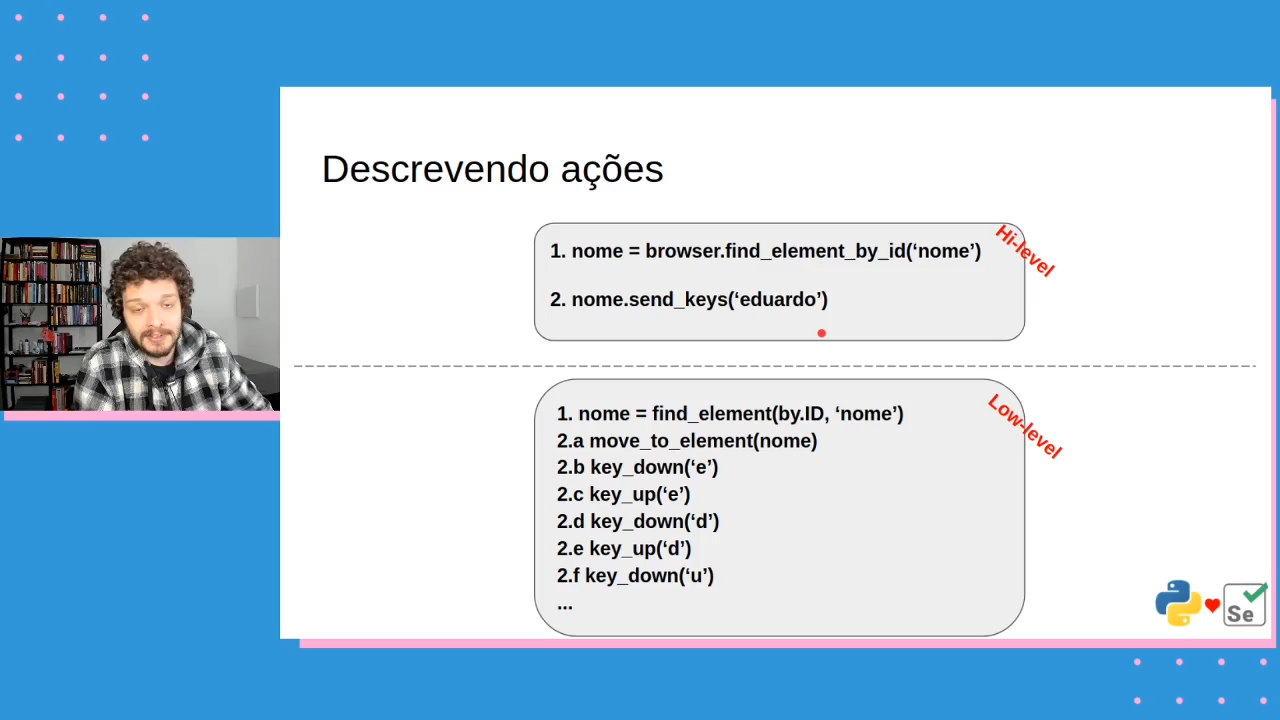 Descrevendo ações
1. nome = browser.find_element_by_id(‘nome’)
2. nome.send_keys(‘eduardo’)
Hi-level
1. nome = find_element(by.ID, ‘nome’)
2.a move_to_element(nome)
2.b key_down(‘e’)
2.c key_up(‘e’)
2.d key_down(‘d’)
2.e key_up(‘d’)
2.f key_down(‘u’)
...
Low-level
Se